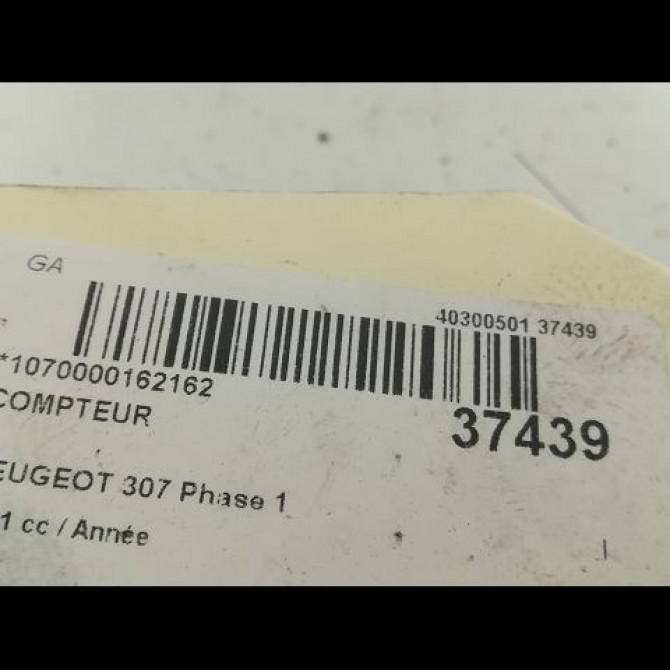 GA
40300501 37439
*1070000162162
37439
COMPTEUR
EUGEOT 307 Phase 1
1 cc / Année